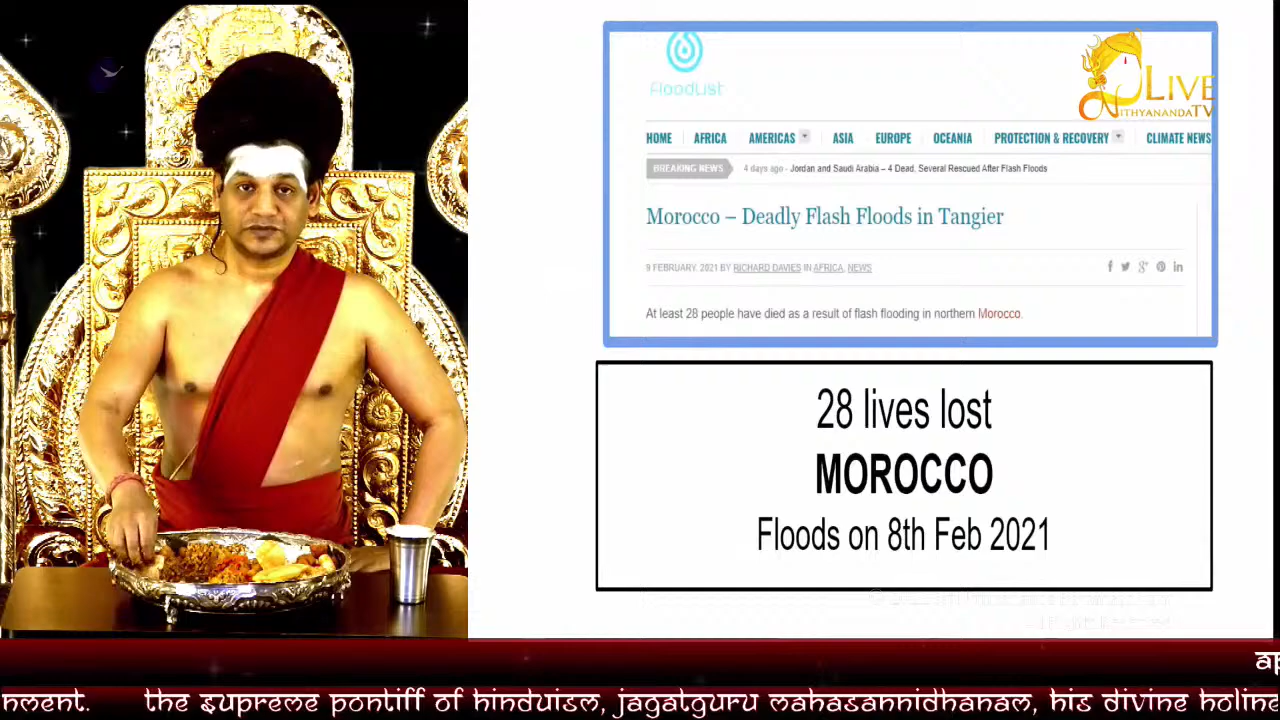 floodlist
LIVE
NITHYANANDATV
HOME AFRICA AMERICAS ASIA EUROPE OCEANIA PROTECTION & RECOVERY CLIMATE NEWS
BREAKING NEWS 4 days ago - Jordan and Saudi Arabia – 4 Dead, Several Rescued After Flash Floods
Morocco – Deadly Flash Floods in Tangier
9 FEBRUARY, 2021 BY RICHARD DAVIES IN AFRICA, NEWS
At least 28 people have died as a result of flash flooding in northern Morocco.
28 lives lost
MOROCCO
Floods on 8th Feb 2021
ap
nment. the supreme pontiff of hinduism, jagatguru mahasannidhanam, his divine holine